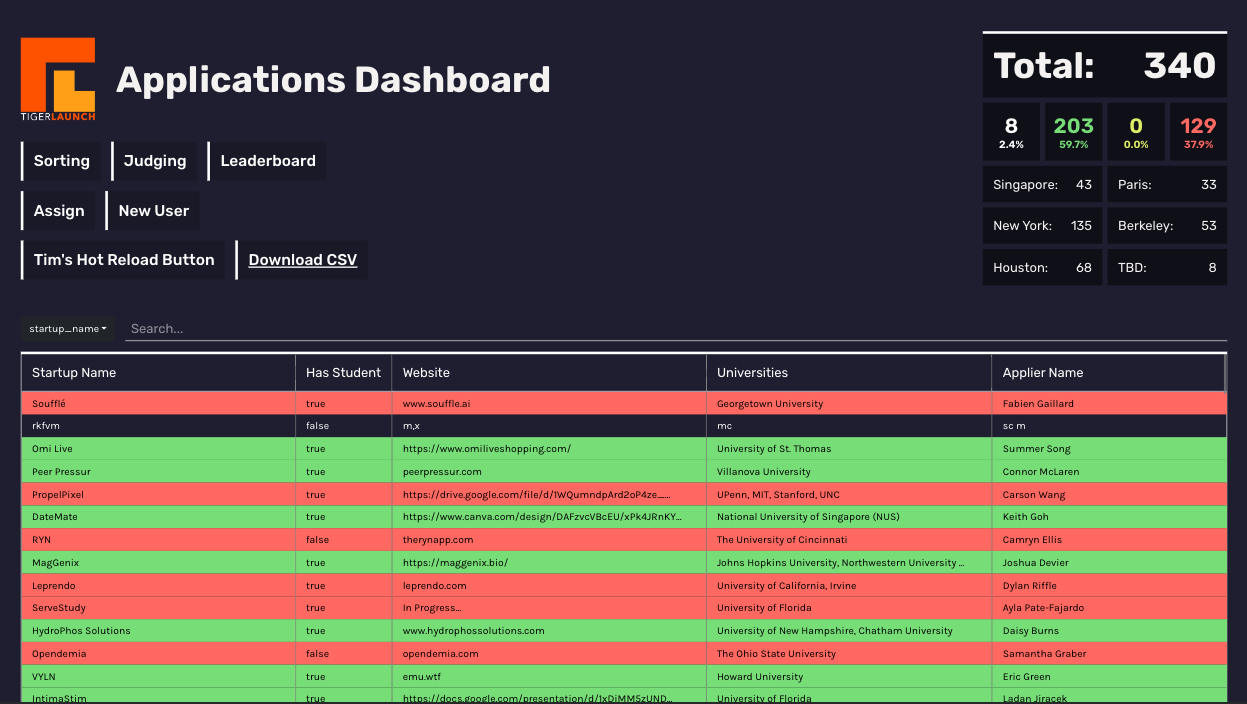 TIGERLAUNCH
Applications Dashboard
Total: 340
8 203 0 129
2.4% 59.7% 0.0% 37.9%
Singapore: 43 Paris: 33
New York: 135 Berkeley: 53
Houston: 68 TBD: 8
Sorting Judging Leaderboard
Assign New User
Tim's Hot Reload Button Download CSV
startup_name Search...
Startup Name Has Student Website Universities Applier Name
Soufflé true www.souffle.ai Georgetown University Fabien Gaillard
rkfvm false m,x mc sc m
Omi Live true https://www.omiliveshopping.com/ University of St. Thomas Summer Song
Peer Pressur true peerpressur.com Villanova University Connor McLaren
PropelPixel true https://drive.google.com/file/d/1WQumndpArd2oP4ze_... UPenn, MIT, Stanford, UNC Carson Wang
DateMate true https://www.canva.com/design/DAFzvcVBcEU/xPk4JRnKY... National University of Singapore (NUS) Keith Goh
RYN false therynapp.com The University of Cincinnati Camryn Ellis
MagGenix true https://maggenix.bio/ Johns Hopkins University, Northwestern University ... Joshua Devier
Leprendo true leprendo.com University of California, Irvine Dylan Riffle
ServeStudy true In Progress... University of Florida Ayla Pate-Fajardo
HydroPhos Solutions true www.hydrophossolutions.com University of New Hampshire, Chatham University Daisy Burns
Opendemia false opendemia.com The Ohio State University Samantha Graber
VYLN true emu.wtf Howard University Eric Green
IntimaStim true https://docs.google.com/presentation/d/1xDiMM5zUND... University of Florida Ladan Jiracek